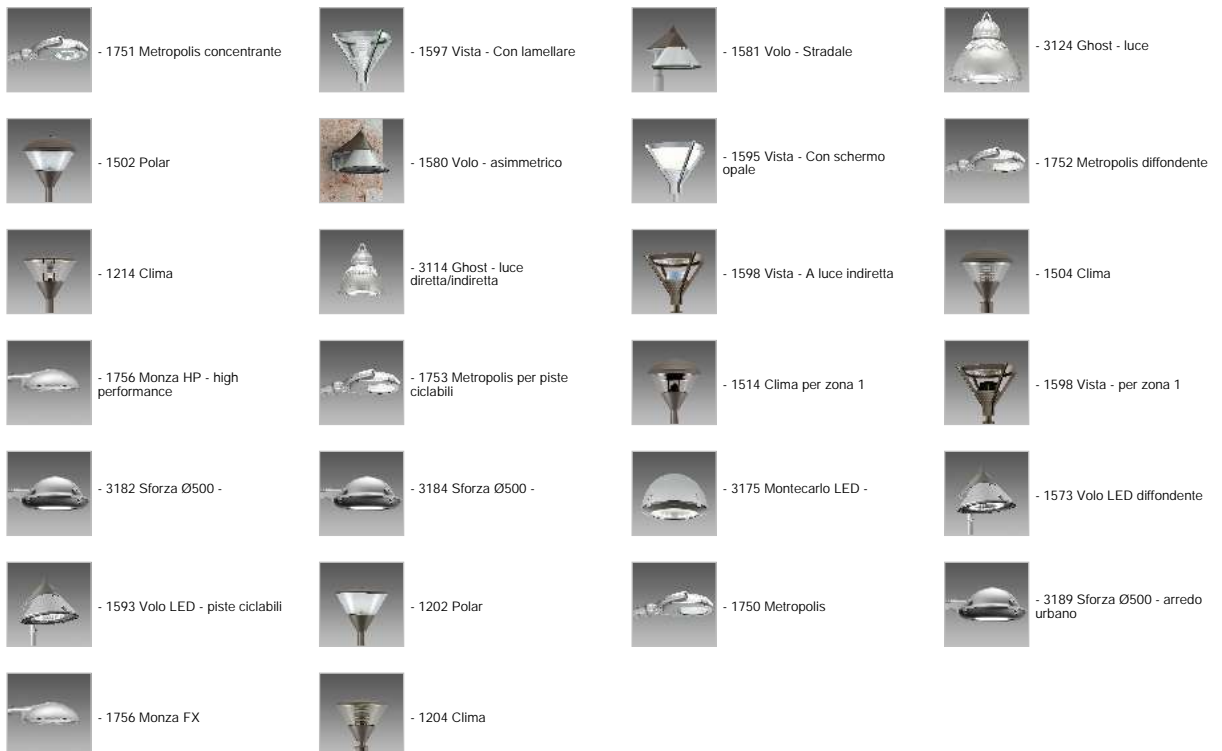 - 1751 Metropolis concentrante
- 1597 Vista - Con lamellare
- 1581 Volo - Stradale
- 3124 Ghost - luce
- 1502 Polar
- 1580 Volo - asimmetrico
- 1595 Vista - Con schermo
opale
- 1752 Metropolis diffondente
- 1214 Clima
- 3114 Ghost - luce
diretta/indiretta
- 1598 Vista - A luce indiretta
- 1504 Clima
- 1756 Monza HP - high
performance
- 1753 Metropolis per piste
ciclabili
- 1514 Clima per zona 1
- 1598 Vista - per zona 1
- 3182 Sforza Ø500 -
- 3184 Sforza Ø500 -
- 3175 Montecarlo LED -
- 1573 Volo LED diffondente
- 1593 Volo LED - piste ciclabili
- 1202 Polar
- 1750 Metropolis
- 3189 Sforza Ø500 - arredo
urbano
- 1756 Monza FX
- 1204 Clima